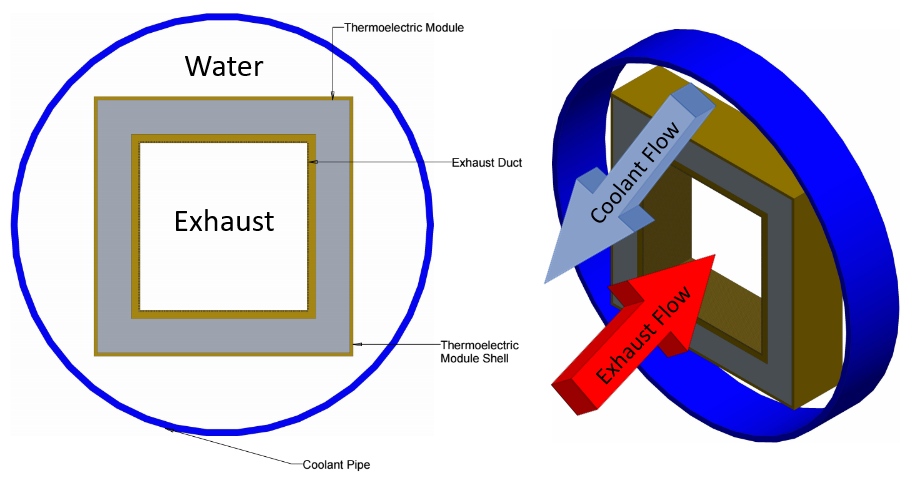 Thermoelectric Module
Water
Exhaust Duct
Exhaust
Thermoelectric
Module Shell
Coolant Pipe
Coolant Flow
Exhaust Flow